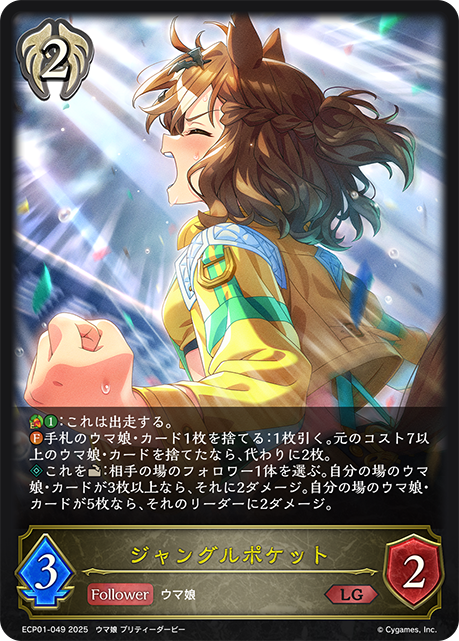 2
1:これは出走する。
F 手札のウマ娘・カード1枚を捨てる:1枚引く。元のコスト7以
上のウマ娘・カードを捨てたなら、代わりに2枚。
これを:相手の場のフォロワー1体を選ぶ。自分の場のウマ
娘・カードが3枚以上なら、それに2ダメージ。自分の場のウマ娘・
カードが5枚なら、それのリーダーに2ダメージ。
ジャングルポケット
3
Follower ウマ娘
LG
2
ECP01-049 2025 ウマ娘 プリティーダービー
© Cygames, Inc.